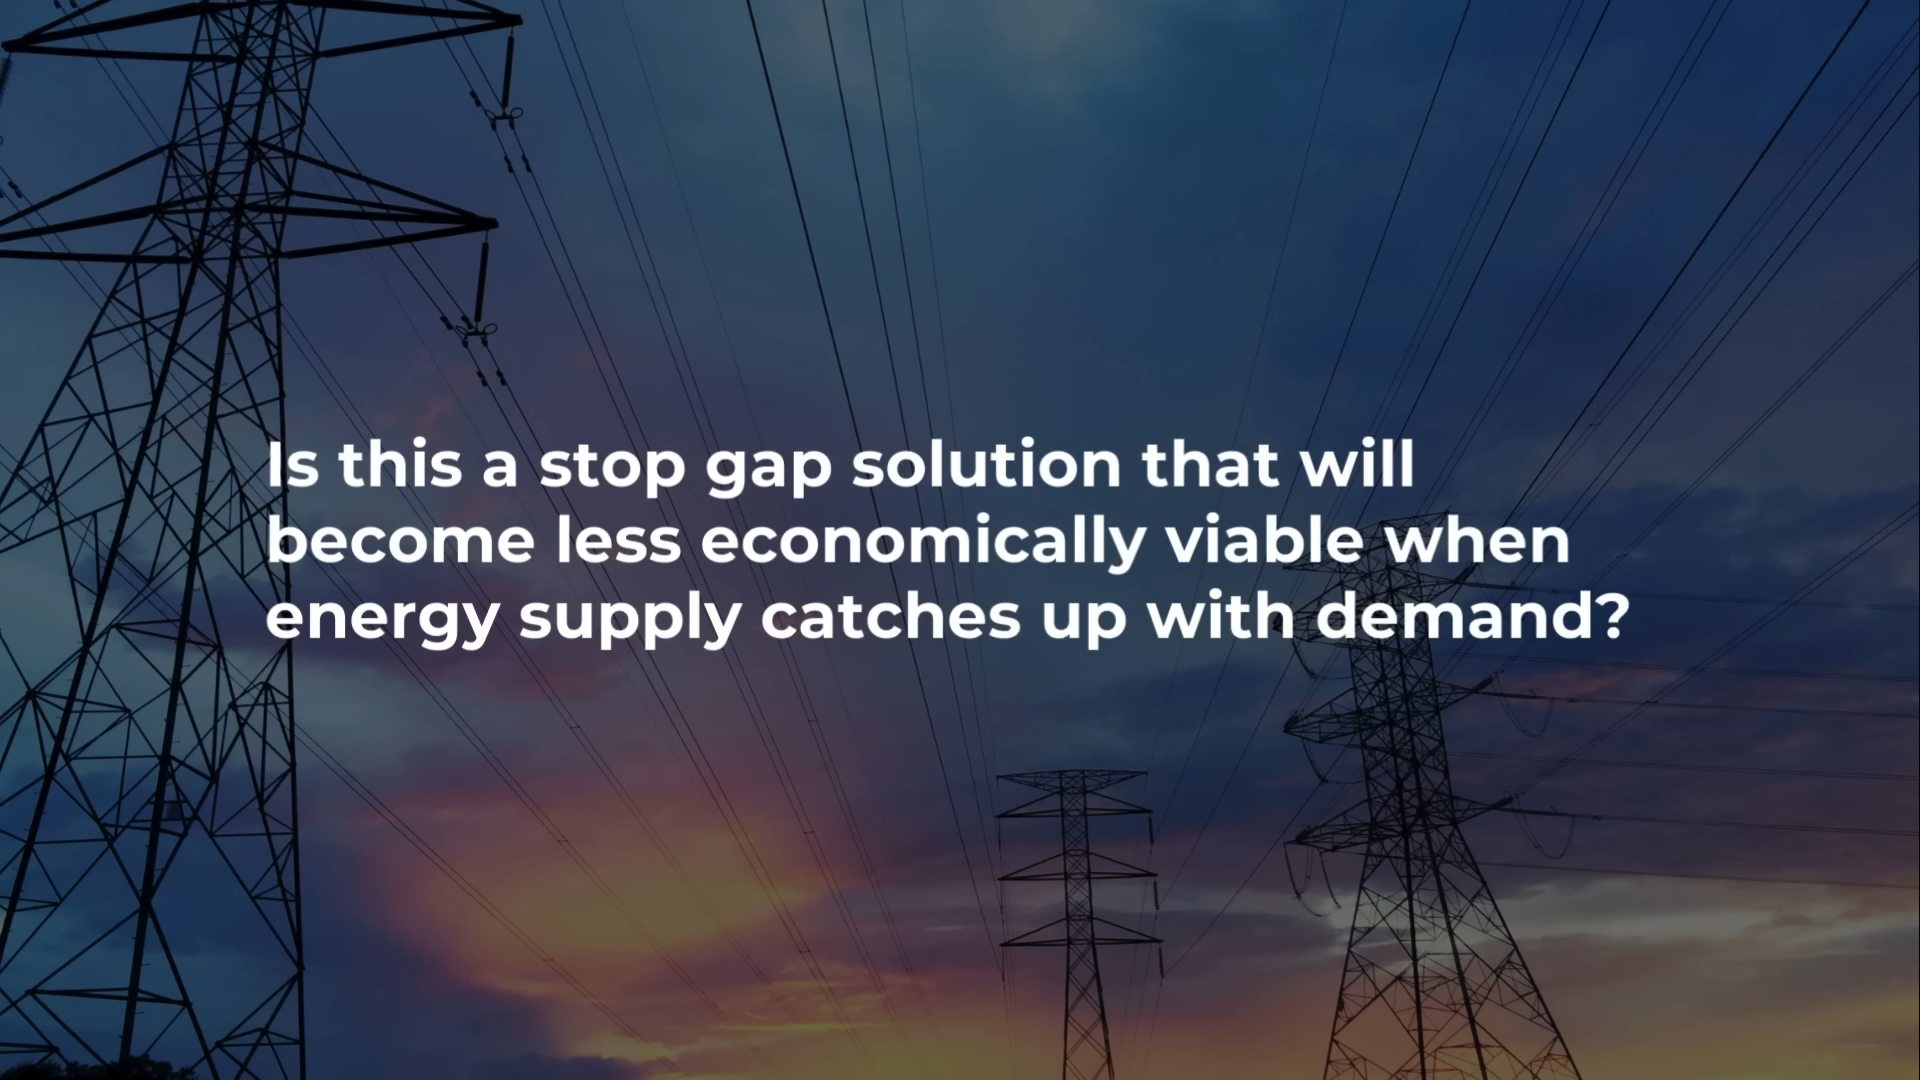 Is this a stop gap solution that will
become less economically viable when
energy supply catches up with demand?